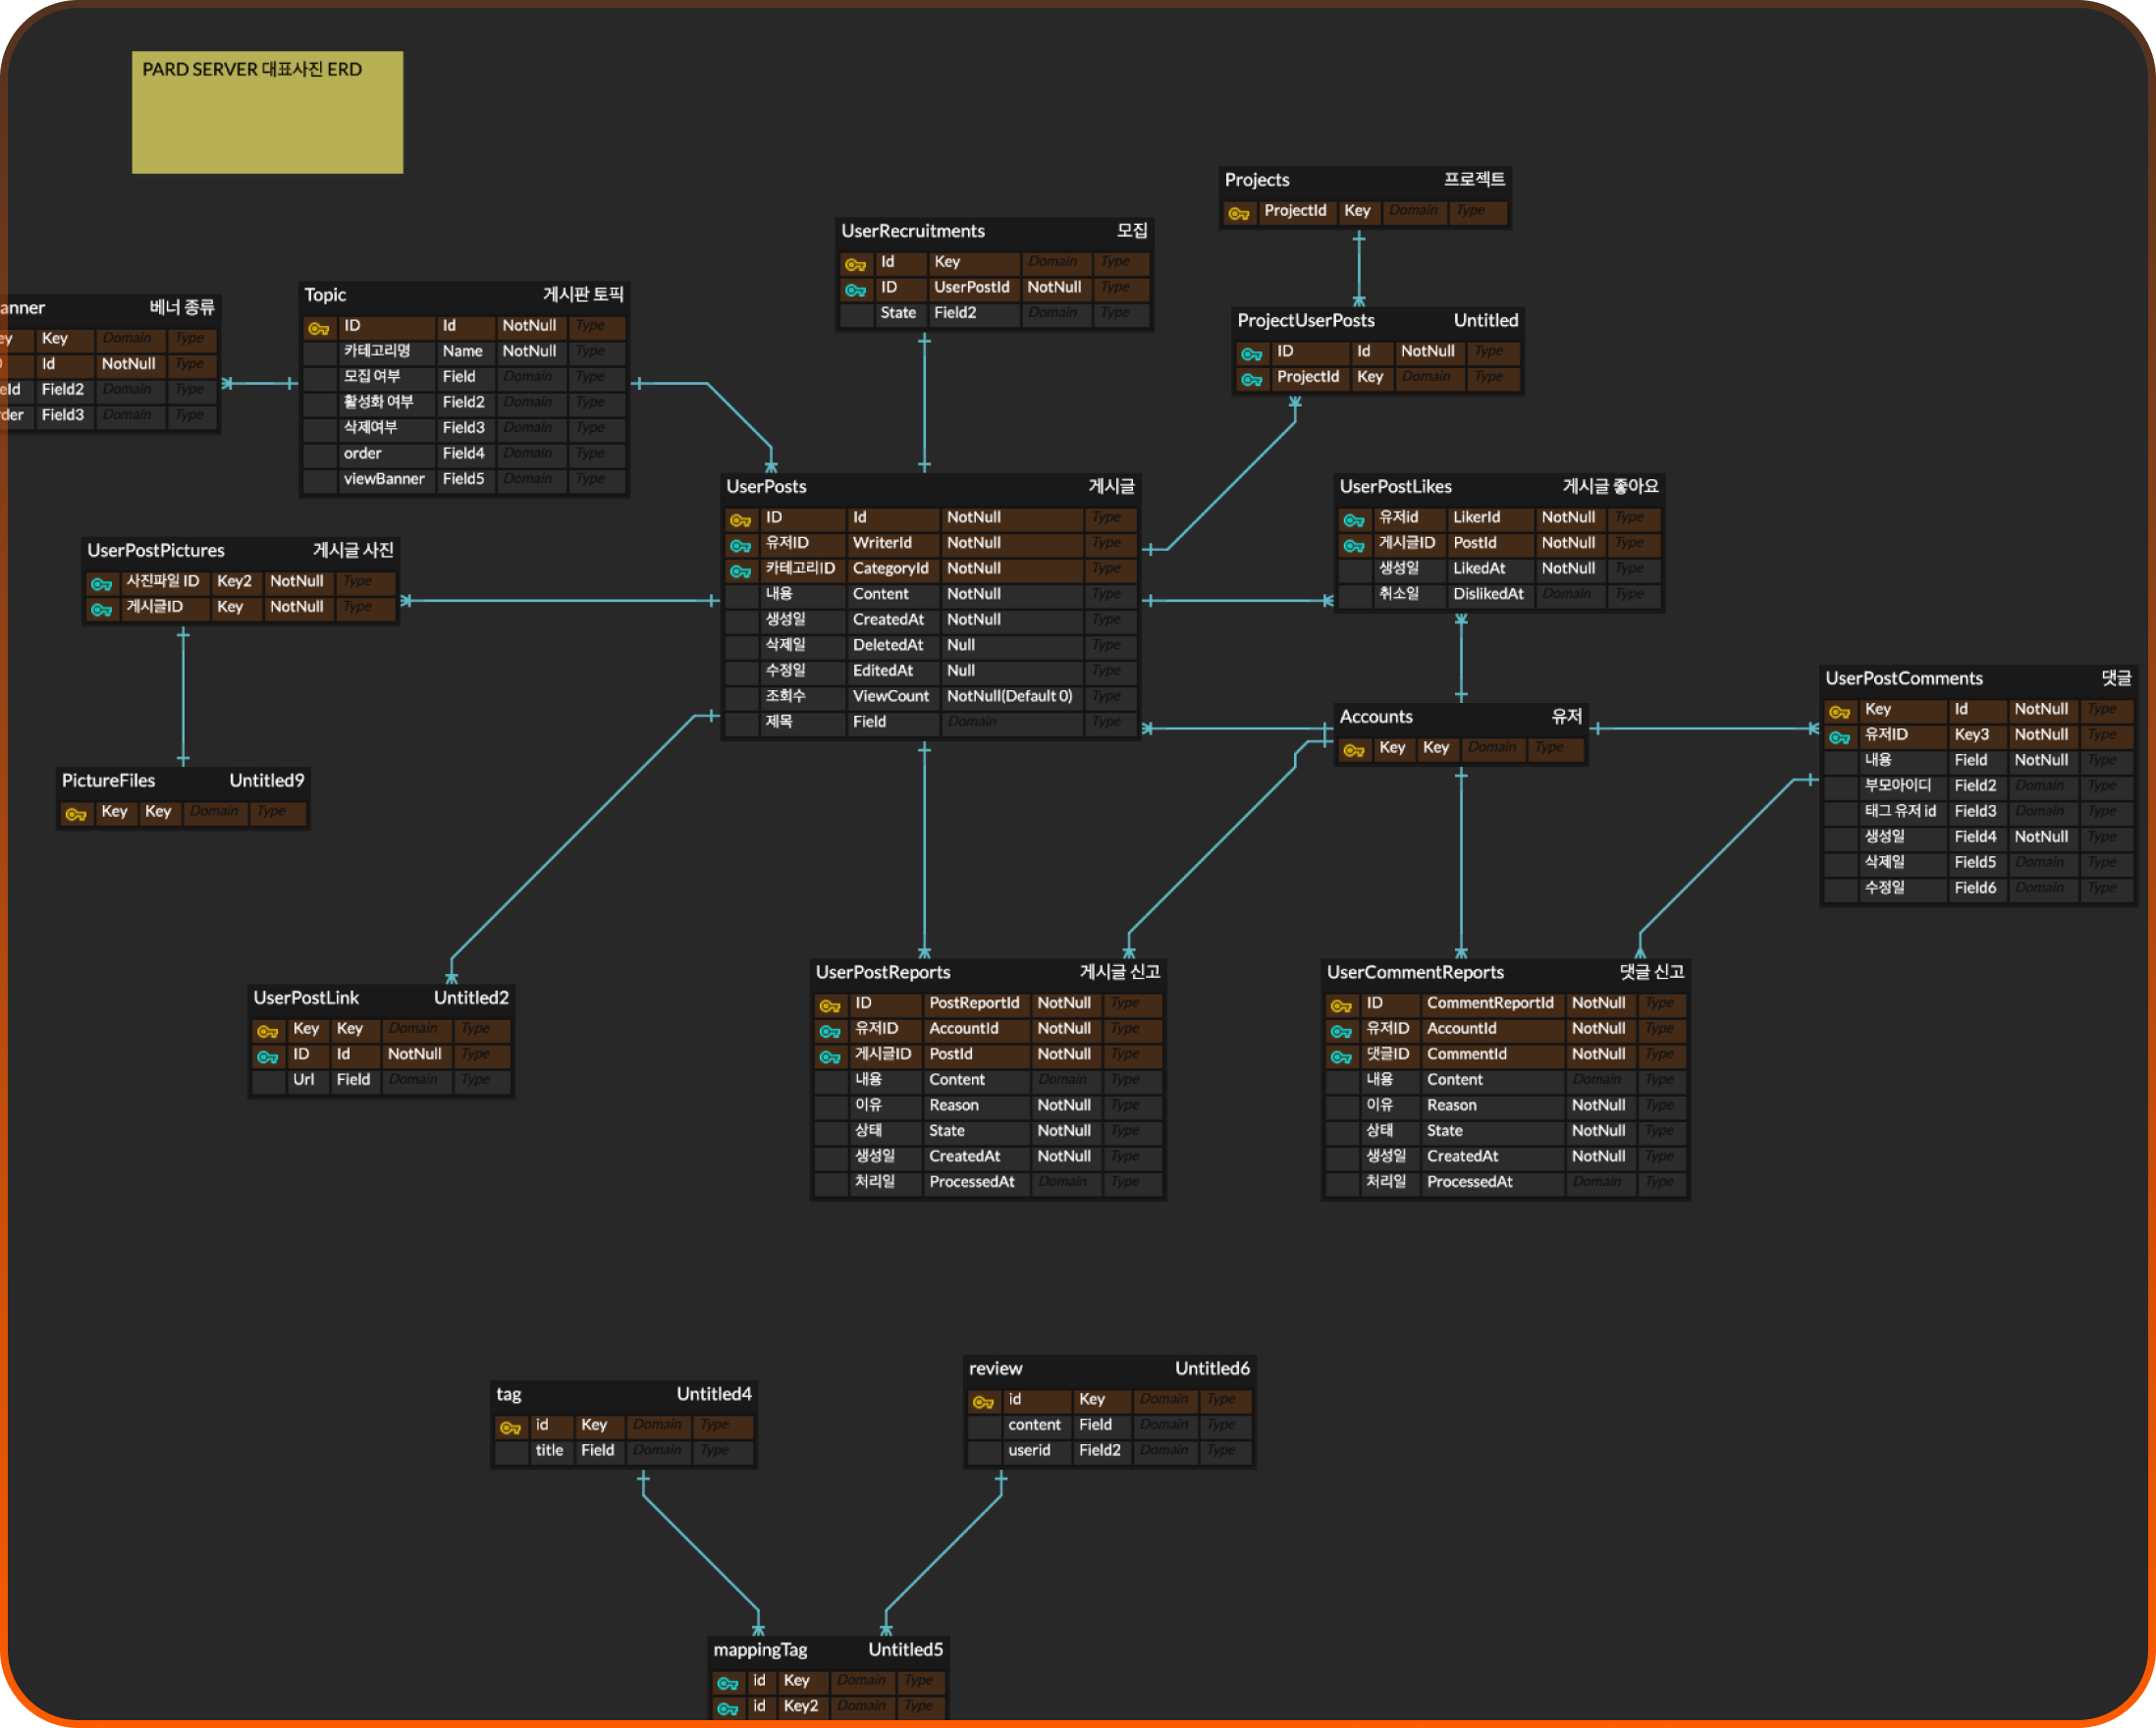 PARD SERVER 대표사진 ERD
Projects 프로젝트
ProjectId Key Domain Type
UserRecruitments 모집
Id Key Domain Type
ID UserPostId NotNull Type
State Field2 Domain Type
anner 베너 종류
ey Key Domain Type
Id NotNull Type
eld Field2 Domain Type
der Field3 Domain Type
Topic 게시판 토픽
ID Id NotNull Type
카테고리명 Name NotNull Type
모집 여부 Field Domain Type
활성화 여부 Field2 Domain Type
삭제여부 Field3 Domain Type
order Field4 Domain Type
viewBanner Field5 Domain Type
ProjectUserPosts Untitled
ID Id NotNull Type
ProjectId Key Domain Type
UserPosts 게시글
ID Id NotNull Type
유저ID WriterId NotNull Type
카테고리ID CategoryId NotNull Type
내용 Content NotNull Type
생성일 CreatedAt NotNull Type
삭제일 DeletedAt Null Type
수정일 EditedAt Null Type
조회수 ViewCount NotNull(Default 0) Type
제목 Field Domain Type
UserPostLikes 게시글 좋아요
유저id LikerId NotNull Type
게시글ID PostId NotNull Type
생성일 LikedAt NotNull Type
취소일 DislikedAt Domain Type
UserPostPictures 게시글 사진
사진파일 ID Key2 NotNull Type
게시글ID Key NotNull Type
PictureFiles Untitled9
Key Key Domain Type
Accounts 유저
Key Key Domain Type
UserPostComments 댓글
Key Id NotNull Type
유저ID Key3 NotNull Type
내용 Field NotNull Type
부모아이디 Field2 Domain Type
태그 유저 id Field3 Domain Type
생성일 Field4 NotNull Type
삭제일 Field5 Domain Type
수정일 Field6 Domain Type
UserPostLink Untitled2
Key Key Domain Type
ID Id NotNull Type
Url Field Domain Type
UserPostReports 게시글 신고
ID PostReportId NotNull Type
유저ID AccountId NotNull Type
게시글ID PostId NotNull Type
내용 Content Domain Type
이유 Reason NotNull Type
상태 State NotNull Type
생성일 CreatedAt NotNull Type
처리일 ProcessedAt Domain Type
UserCommentReports 댓글 신고
ID CommentReportId NotNull Type
유저ID AccountId NotNull Type
댓글ID CommentId NotNull Type
내용 Content Domain Type
이유 Reason NotNull Type
상태 State NotNull Type
생성일 CreatedAt NotNull Type
처리일 ProcessedAt Domain Type
tag Untitled4
id Key Domain Type
title Field Domain Type
review Untitled6
id Key Domain Type
content Field Domain Type
userid Field2 Domain Type
mappingTag Untitled5
id Key Domain Type
id Key2 Domain Type